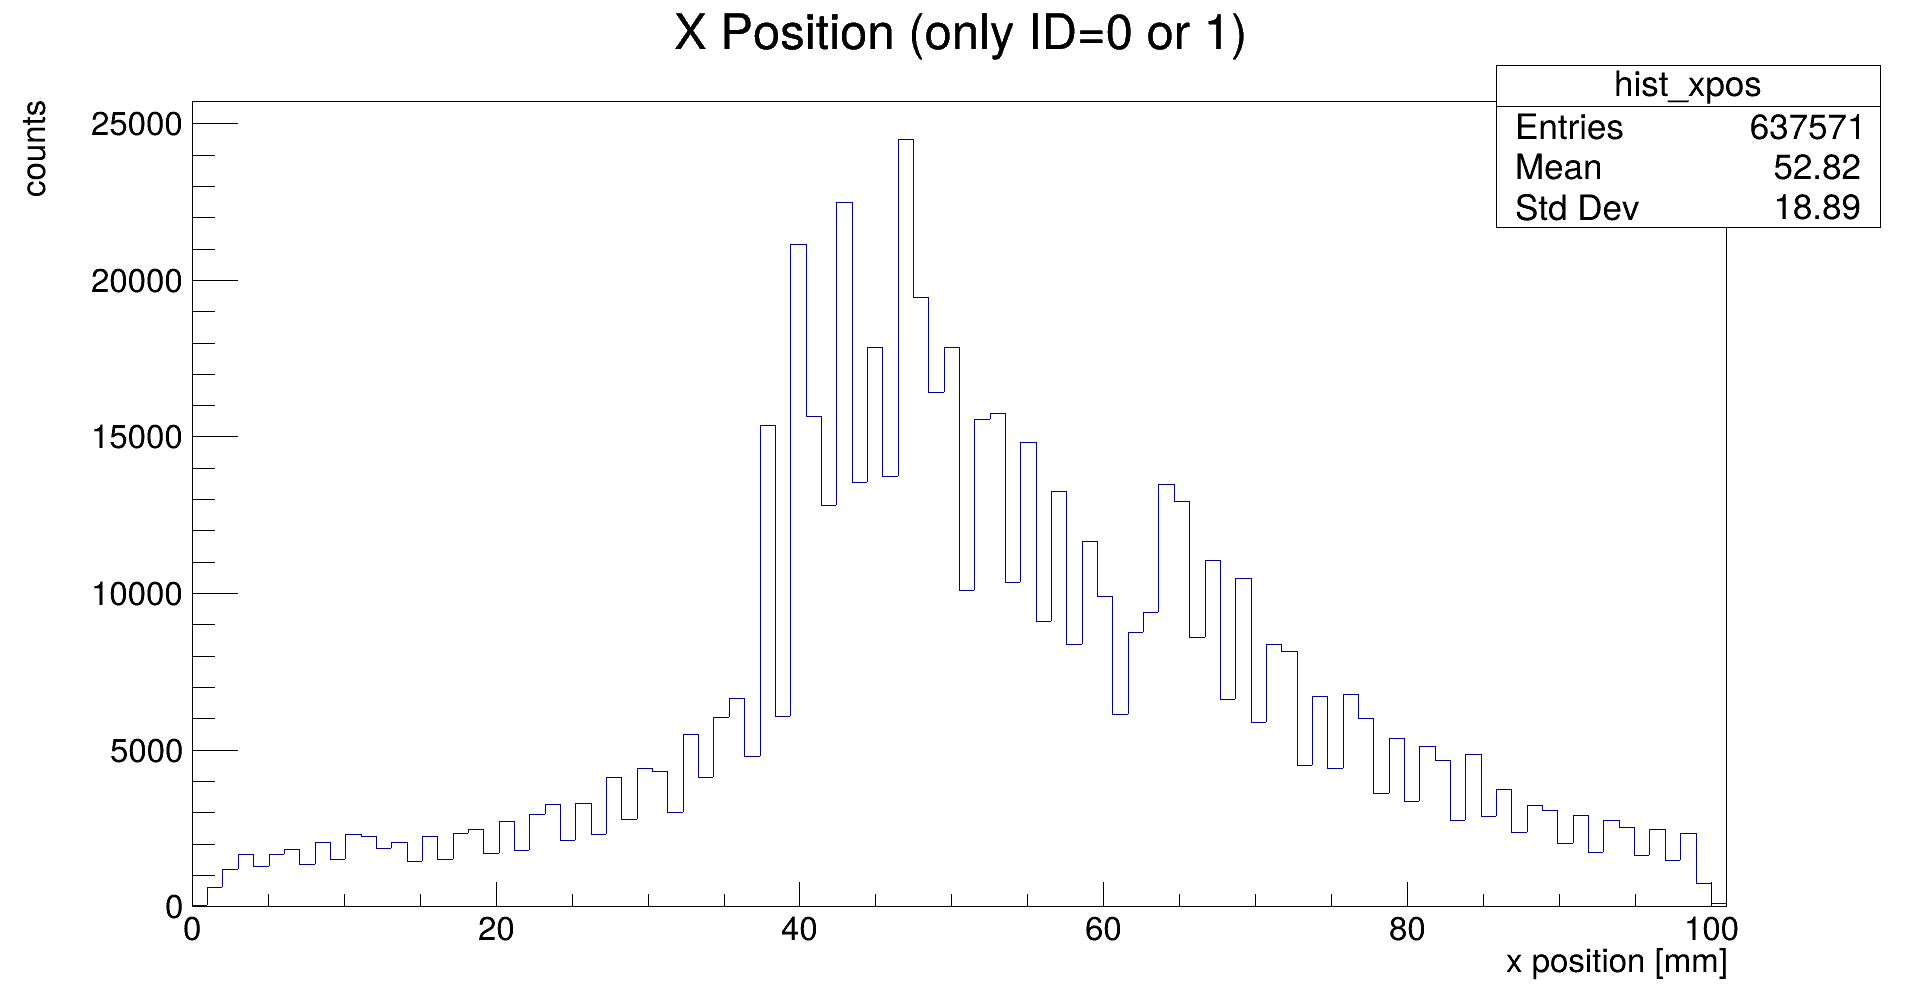 X Position (only ID=0 or 1)
hist_xpos
Entries 637571
Mean 52.82
Std Dev 18.89
counts
25000
20000
15000
10000
5000
0
0 20 40 60 80 100
x position [mm]